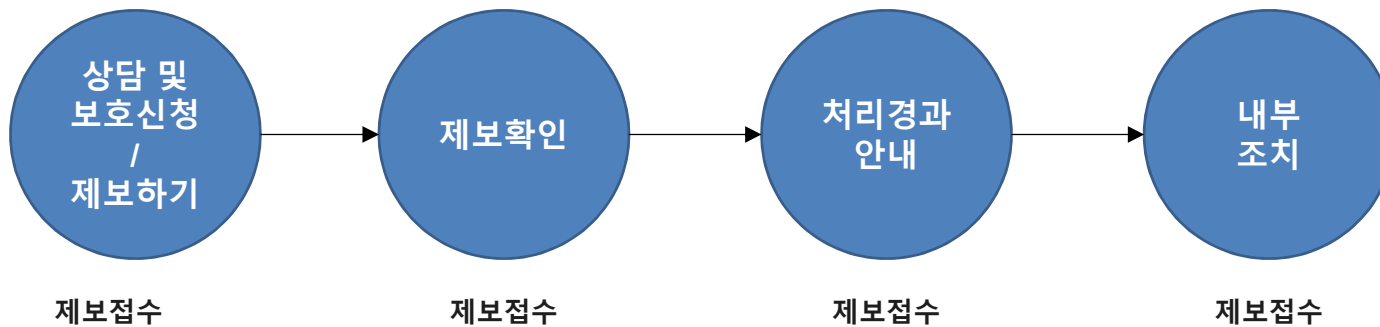 상담 및
보호신청
/
제보하기
제보확인
처리경과
안내
내부
조치
제보접수
제보접수
제보접수
제보접수